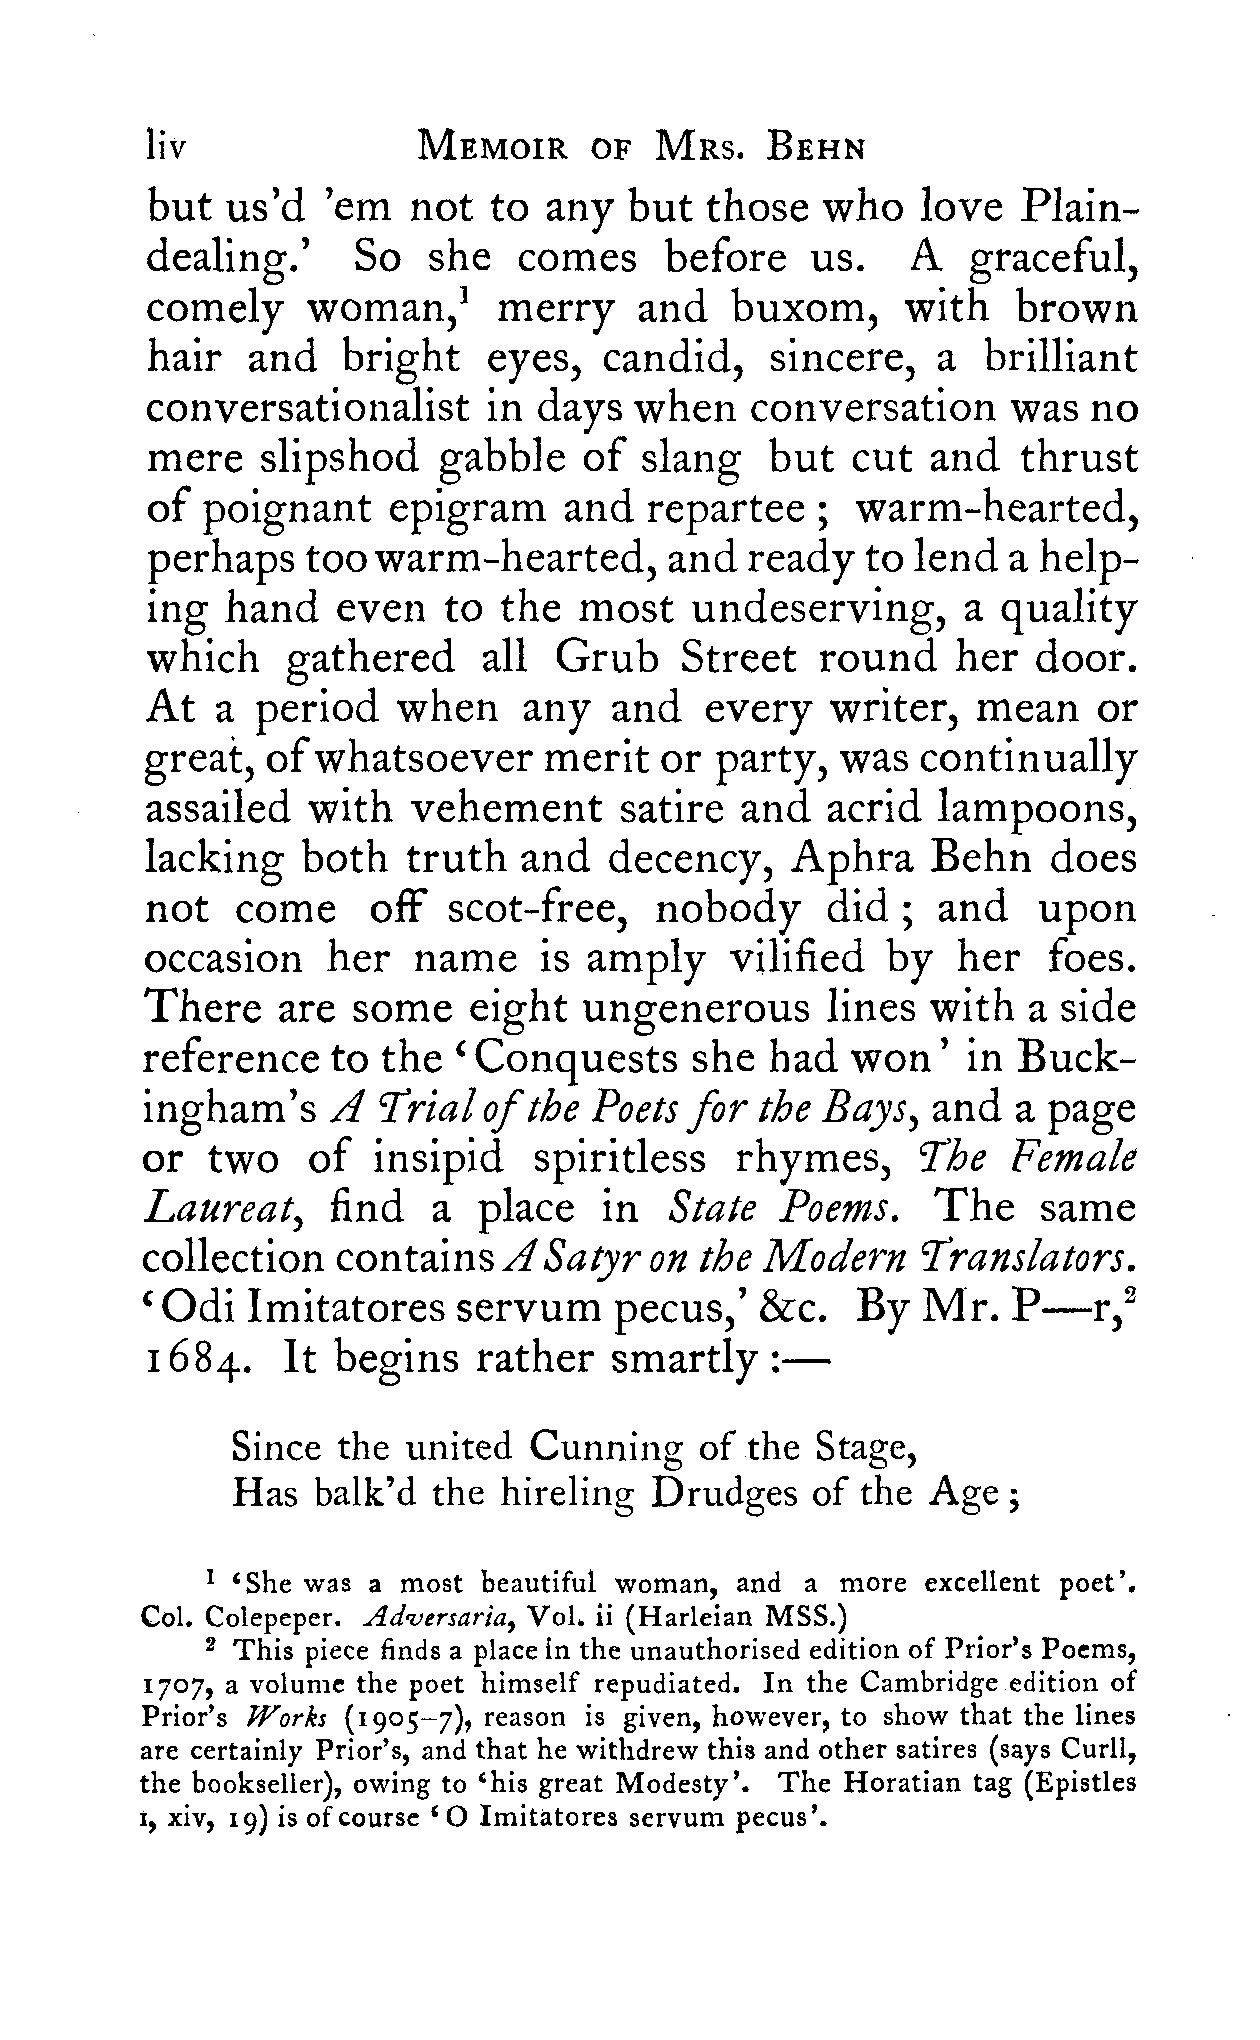 liv MEMOIR OF MRS. BEHN
but us'd 'em not to any but those who love Plain-
dealing.' So she comes before us. A graceful,
comely woman,¹ merry and buxom, with brown
hair and bright eyes, candid, sincere, a brilliant
conversationalist in days when conversation was no
mere slipshod gabble of slang but cut and thrust
of poignant epigram and repartee ; warm-hearted,
perhaps too warm-hearted, and ready to lend a help-
ing hand even to the most undeserving, a quality
which gathered all Grub Street round her door.
At a period when any and every writer, mean or
great, of whatsoever merit or party, was continually
assailed with vehement satire and acrid lampoons,
lacking both truth and decency, Aphra Behn does
not come off scot-free, nobody did ; and upon
occasion her name is amply vilified by her foes.
There are some eight ungenerous lines with a side
reference to the ‘Conquests she had won’ in Buck-
ingham's A Trial of the Poets for the Bays, and a page
or two of insipid spiritless rhymes, The Female
Laureat, find a place in State Poems. The same
collection contains A Satyr on the Modern Translators.
‘Odi Imitatores servum pecus,’ &c. By Mr. P—r,²
1684. It begins rather smartly :—
Since the united Cunning of the Stage,
Has balk'd the hireling Drudges of the Age ;
¹ ‘She was a most beautiful woman, and a more excellent poet’.
Col. Colepeper. Adversaria, Vol. ii (Harleian MSS.)
² This piece finds a place in the unauthorised edition of Prior's Poems,
1707, a volume the poet himself repudiated. In the Cambridge edition of
Prior's Works (1905–7), reason is given, however, to show that the lines
are certainly Prior's, and that he withdrew this and other satires (says Curll,
the bookseller), owing to ‘his great Modesty’. The Horatian tag (Epistles
i, xiv, 19) is of course ‘O Imitatores servum pecus’.